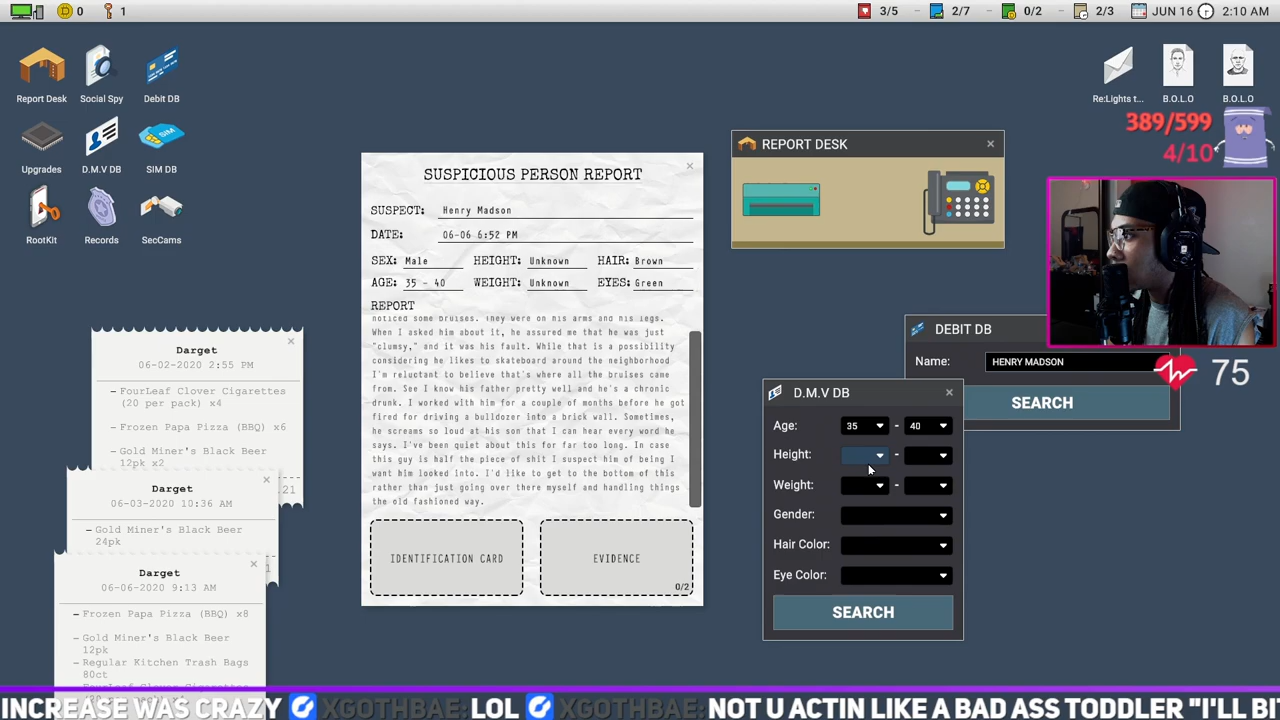 0
1
3/5
2/7
0/2
2/3
JUN 16
2:10 AM
Report Desk
Social Spy
Debit DB
Upgrades
D.M.V DB
SIM DB
SIM
RootKit
Records
SecCams
Re:Lights t...
B.O.L.O
B.O.L.O
389/599
4/10
75
REPORT DESK
SUSPICIOUS PERSON REPORT
SUSPECT: Henry Madson
DATE: 06-06 6:52 PM
SEX: Male HEIGHT: Unknown HAIR: Brown
AGE: 35 - 40 WEIGHT: Unknown EYES: Green
REPORT
noticed some bruises. They were on his arms and his legs.
When I asked him about it, he assured me that he was just
"clumsy," and it was his fault. While that is a possibility
considering he likes to skateboard around the neighborhood
I'm reluctant to believe that's where all the bruises came
from. See I know his father pretty well and he's a chronic
drunk. I worked with him for a couple of months before he got
fired for driving a bulldozer into a brick wall. Sometimes,
he screams so loud at his son that I can hear every word he
says. I've been quiet about this for far too long. In case
this guy is half the piece of shit I suspect him of being I
want him looked into. I'd like to get to the bottom of this
rather than just going over there myself and handling things
the old fashioned way.
IDENTIFICATION CARD
EVIDENCE
0/2
Darget
06-02-2020 2:55 PM
- FourLeaf Clover Cigarettes
(20 per pack) x4
- Frozen Papa Pizza (BBQ) x6
- Gold Miner's Black Beer
12pk x2
.21
Darget
06-03-2020 10:36 AM
- Gold Miner's Black Beer
24pk
Darget
06-06-2020 9:13 AM
- Frozen Papa Pizza (BBQ) x8
- Gold Miner's Black Beer
12pk
- Regular Kitchen Trash Bags
80ct
DEBIT DB
Name: HENRY MADSON
SEARCH
D.M.V DB
Age: 35 - 40
Height: -
Weight: -
Gender:
Hair Color:
Eye Color:
SEARCH
INCREASE WAS CRAZY XGOTHBAE: LOL XGOTHBAE: NOT U ACTIN LIKE A BAD ASS TODDLER "I'LL BI